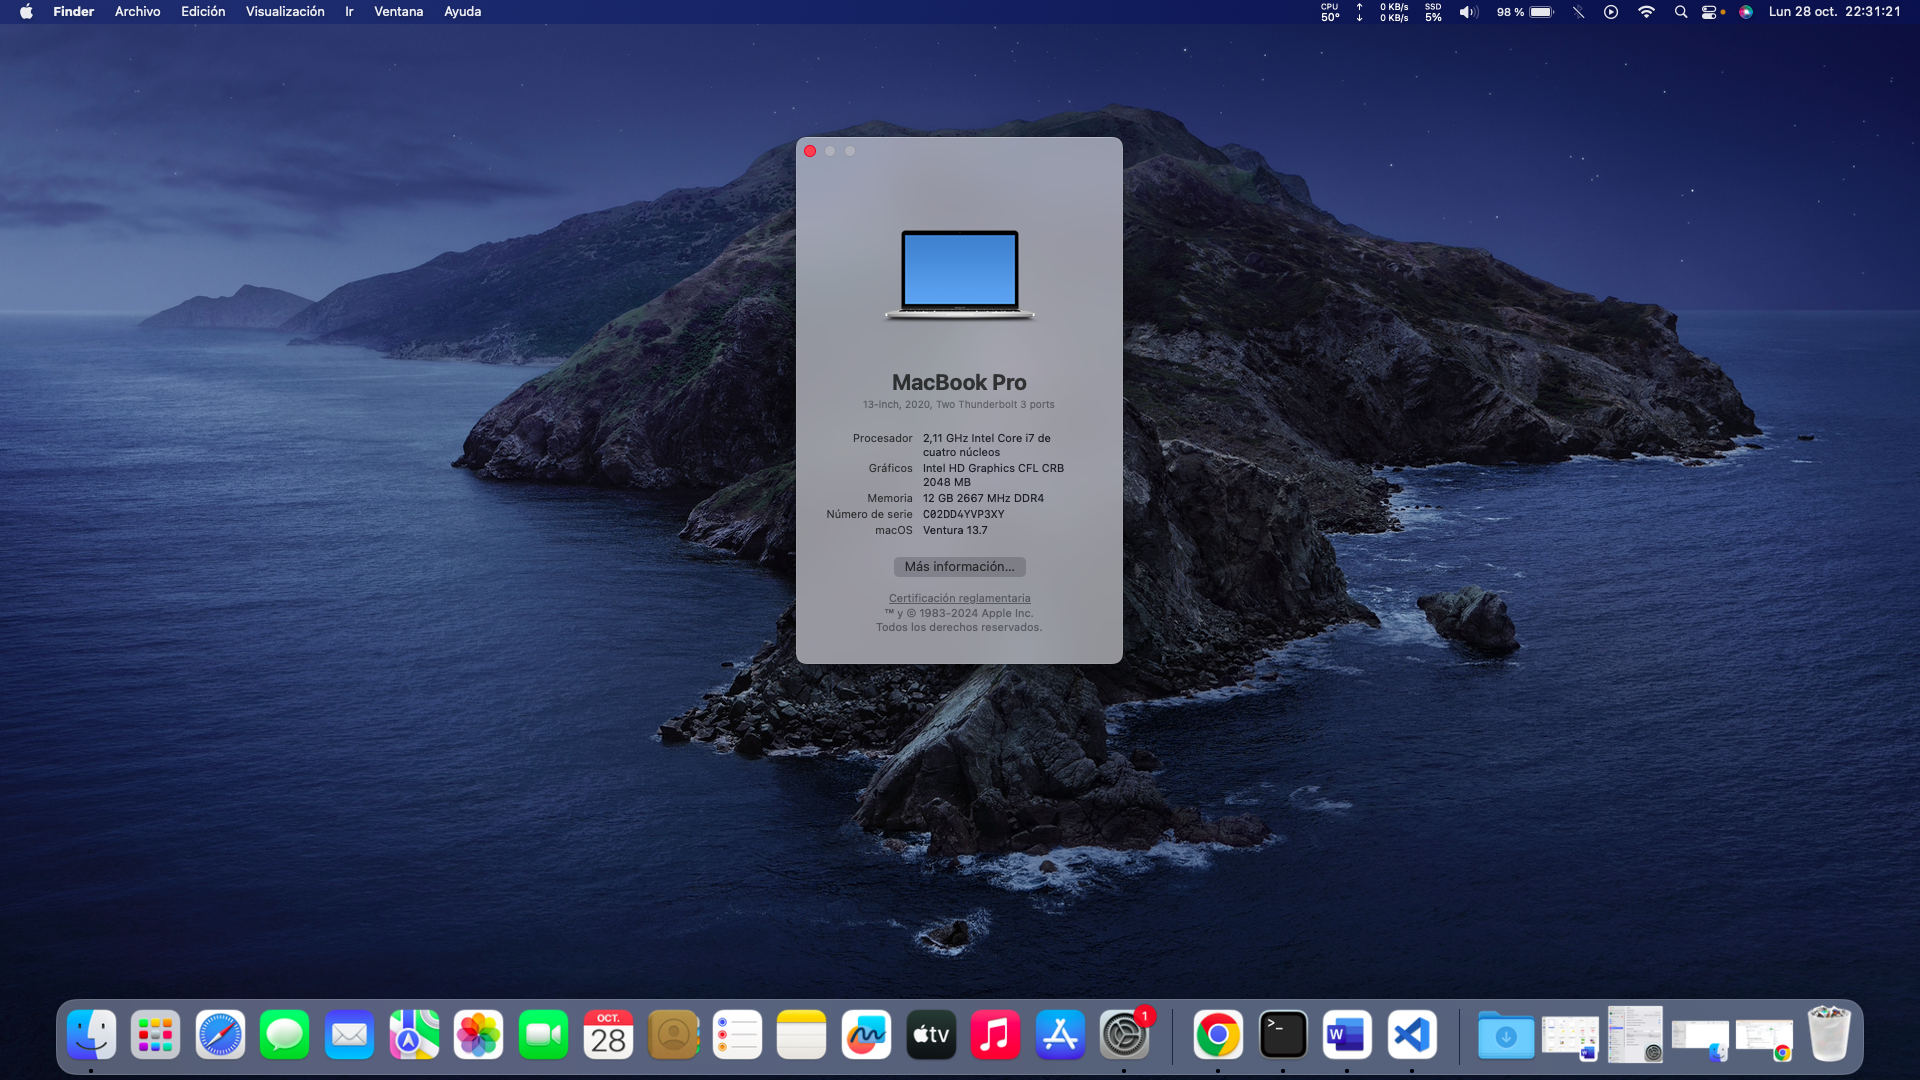 Finder Archivo Edición Visualización Ir Ventana Ayuda
CPU 50° ↑ 0 KB/s ↓ 0 KB/s SSD 5% 98 % Lun 28 oct. 22:31:21
MacBook Pro
13-inch, 2020, Two Thunderbolt 3 ports
Procesador 2,11 GHz Intel Core i7 de
cuatro núcleos
Gráficos Intel HD Graphics CFL CRB
2048 MB
Memoria 12 GB 2667 MHz DDR4
Número de serie C02DD4YVP3XY
macOS Ventura 13.7
Más información...
Certificación reglamentaria
™ y © 1983-2024 Apple Inc.
Todos los derechos reservados.
OCT.
28
tv
1
>_
W
W